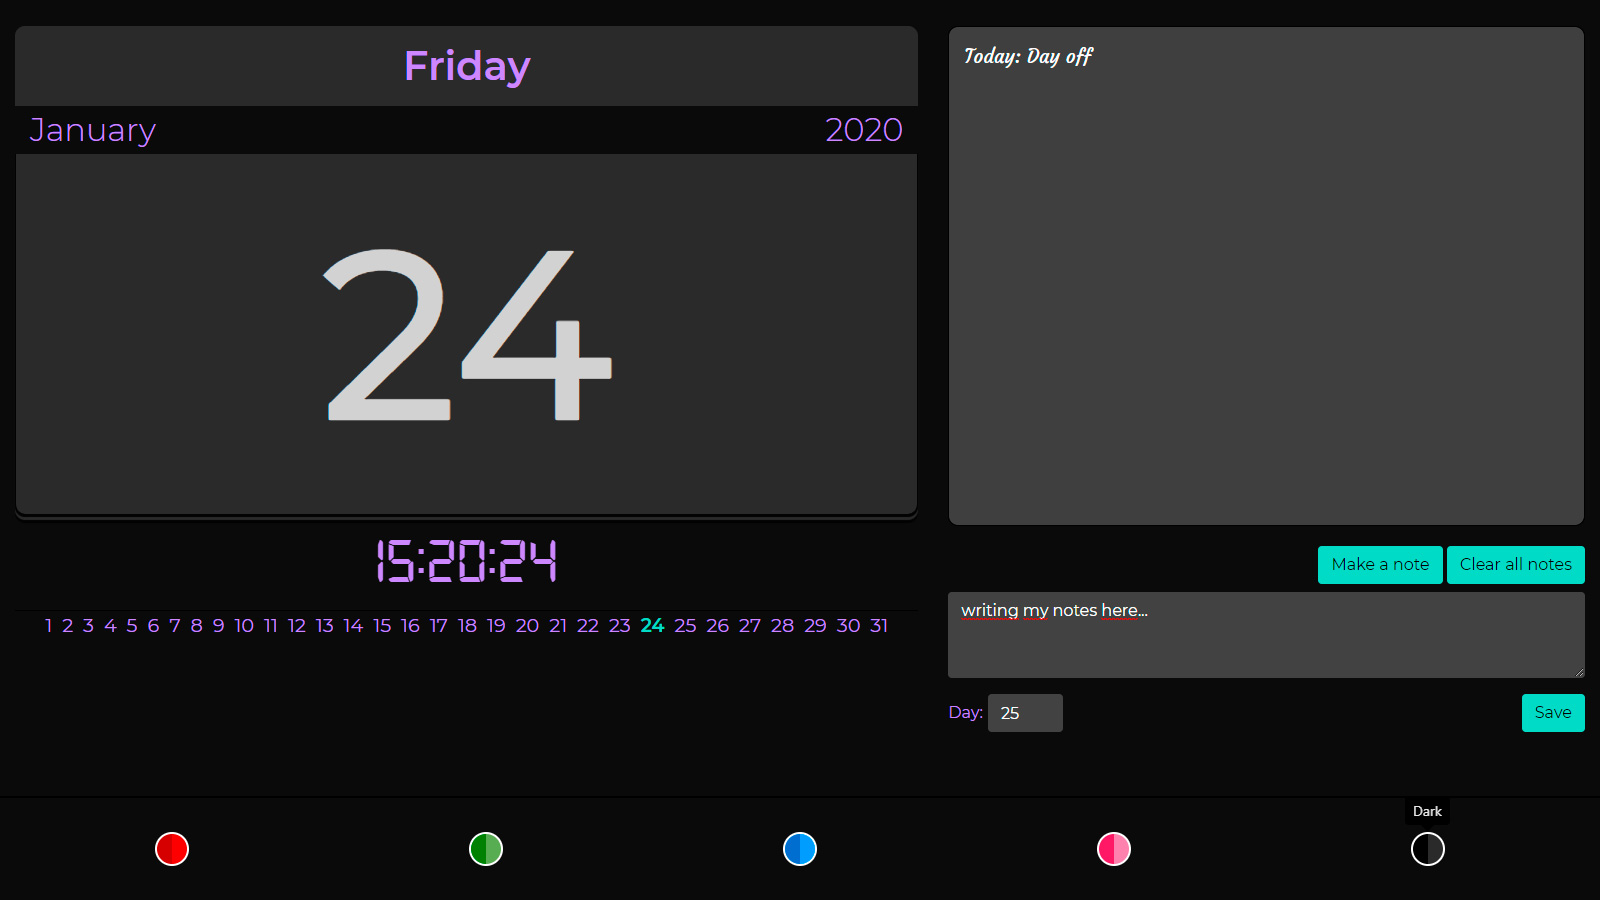 Friday
January 2020
24
15:20:24
1 2 3 4 5 6 7 8 9 10 11 12 13 14 15 16 17 18 19 20 21 22 23 24 25 26 27 28 29 30 31
Today: Day off
Make a note Clear all notes
writing my notes here...
Day: 25 Save
Dark